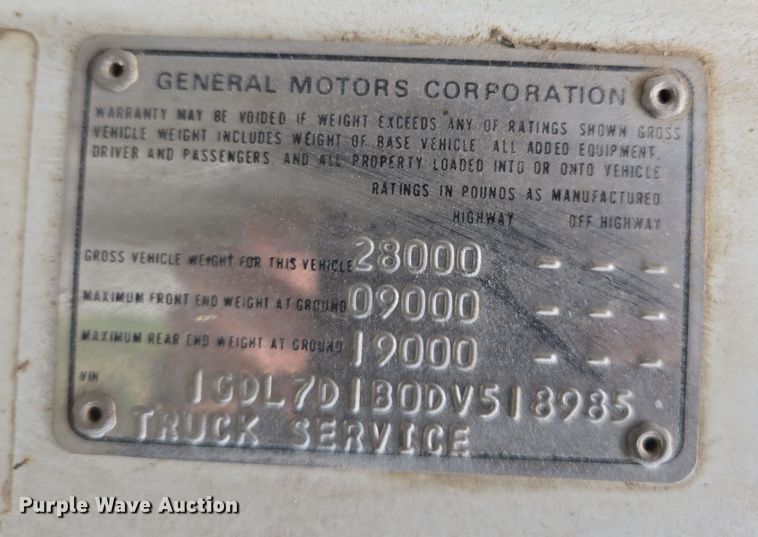 GENERAL MOTORS CORPORATION
WARRANTY MAY BE VOIDED IF WEIGHT EXCEEDS ANY OF RATINGS SHOWN GROSS
VEHICLE WEIGHT INCLUDES WEIGHT OF BASE VEHICLE, ALL ADDED EQUIPMENT,
DRIVER AND PASSENGERS, AND ALL PROPERTY LOADED INTO OR ONTO VEHICLE
RATINGS IN POUNDS AS MANUFACTURED
HIGHWAY OFF HIGHWAY
GROSS VEHICLE WEIGHT FOR THIS VEHICLE 28000 - - -
MAXIMUM FRONT END WEIGHT AT GROUND 09000 - - -
MAXIMUM REAR END WEIGHT AT GROUND 19000 - - -
VIN 1GDL7D1B0DV518985
TRUCK SERVICE
Purple Wave Auction